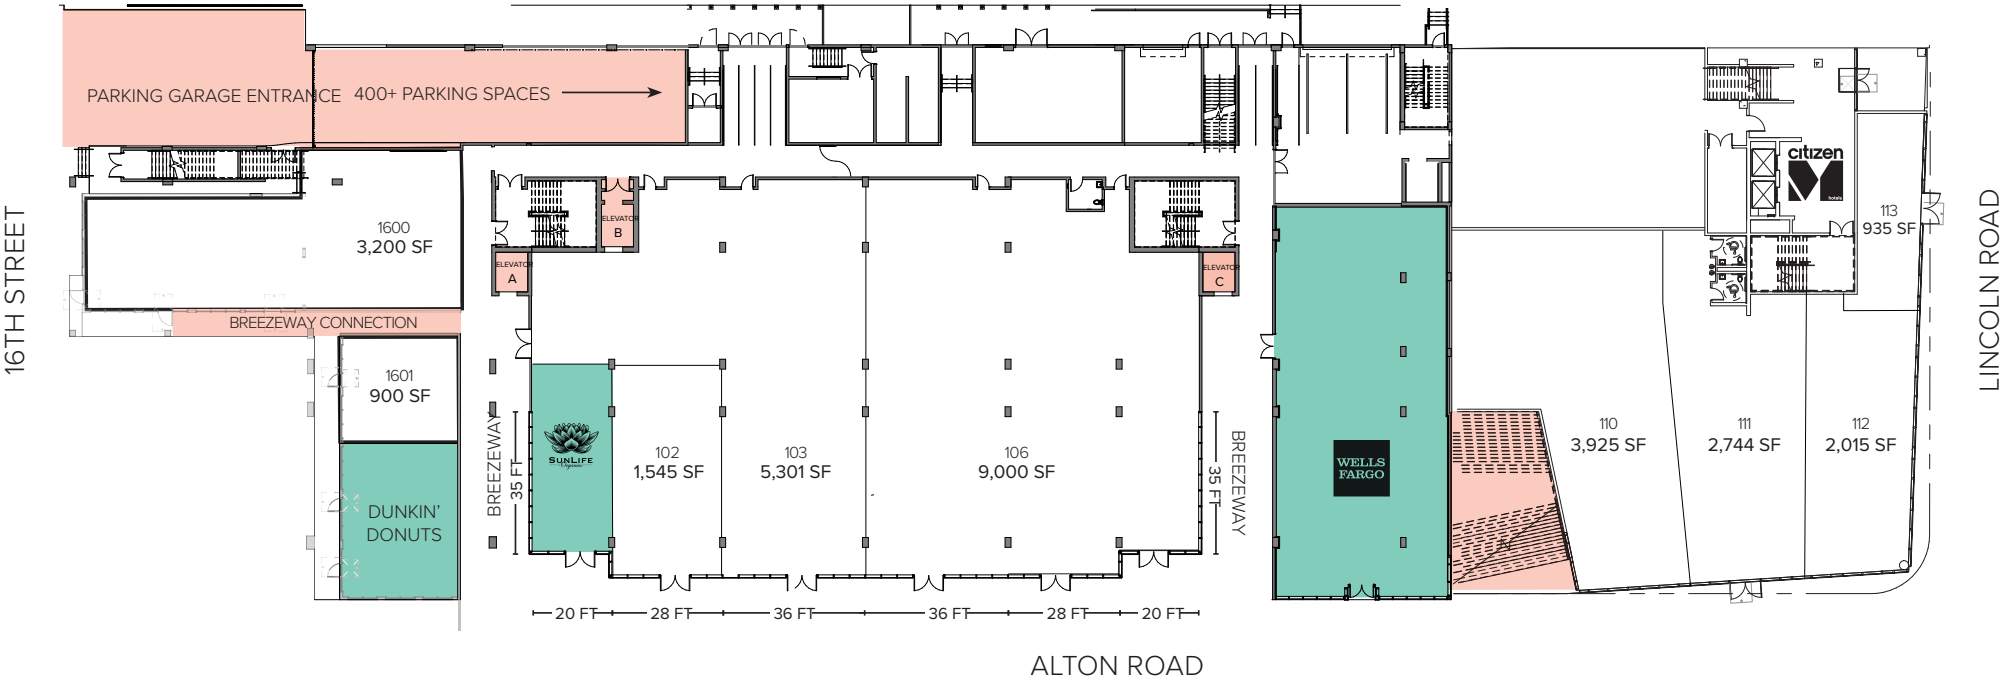 PARKING GARAGE ENTRANCE
400+ PARKING SPACES
16TH STREET
1600
3,200 SF
BREEZEWAY CONNECTION
1601
900 SF
DUNKIN'
DONUTS
ELEVATOR
B
ELEVATOR
A
ELEVATOR
C
BREEZEWAY
35 FT
SUNLIFE
Organics
102
1,545 SF
103
5,301 SF
106
9,000 SF
35 FT
BREEZEWAY
WELLS
FARGO
110
3,925 SF
111
2,744 SF
112
2,015 SF
113
935 SF
citizen
M
hotels
LINCOLN ROAD
20 FT
28 FT
36 FT
36 FT
28 FT
20 FT
ALTON ROAD